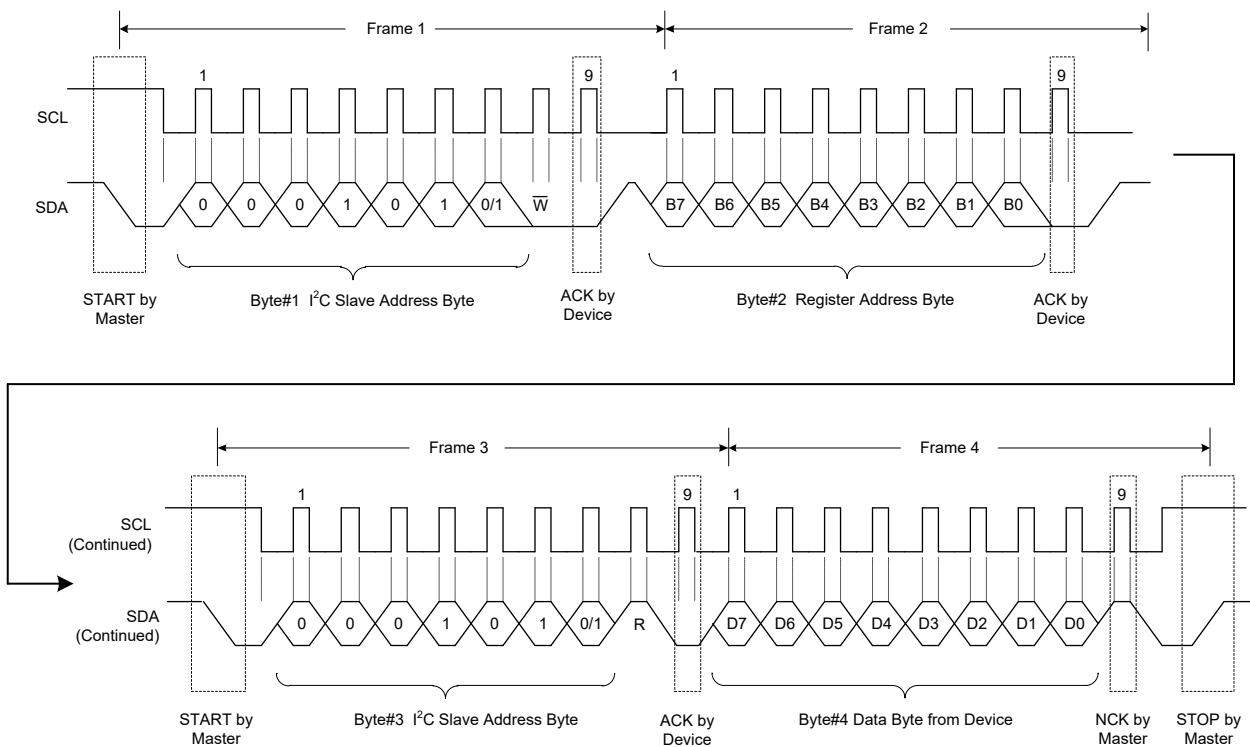 Frame 1 Frame 2
1 9 1 9
SCL
SDA 0 0 0 1 0 1 0/1 W̅ B7 B6 B5 B4 B3 B2 B1 B0
START by Master
Byte#1 I²C Slave Address Byte
ACK by Device
Byte#2 Register Address Byte
ACK by Device
Frame 3 Frame 4
1 9 1 9
SCL (Continued)
SDA (Continued) 0 0 0 1 0 1 0/1 R D7 D6 D5 D4 D3 D2 D1 D0
START by Master
Byte#3 I²C Slave Address Byte
ACK by Device
Byte#4 Data Byte from Device
NCK by Master
STOP by Master